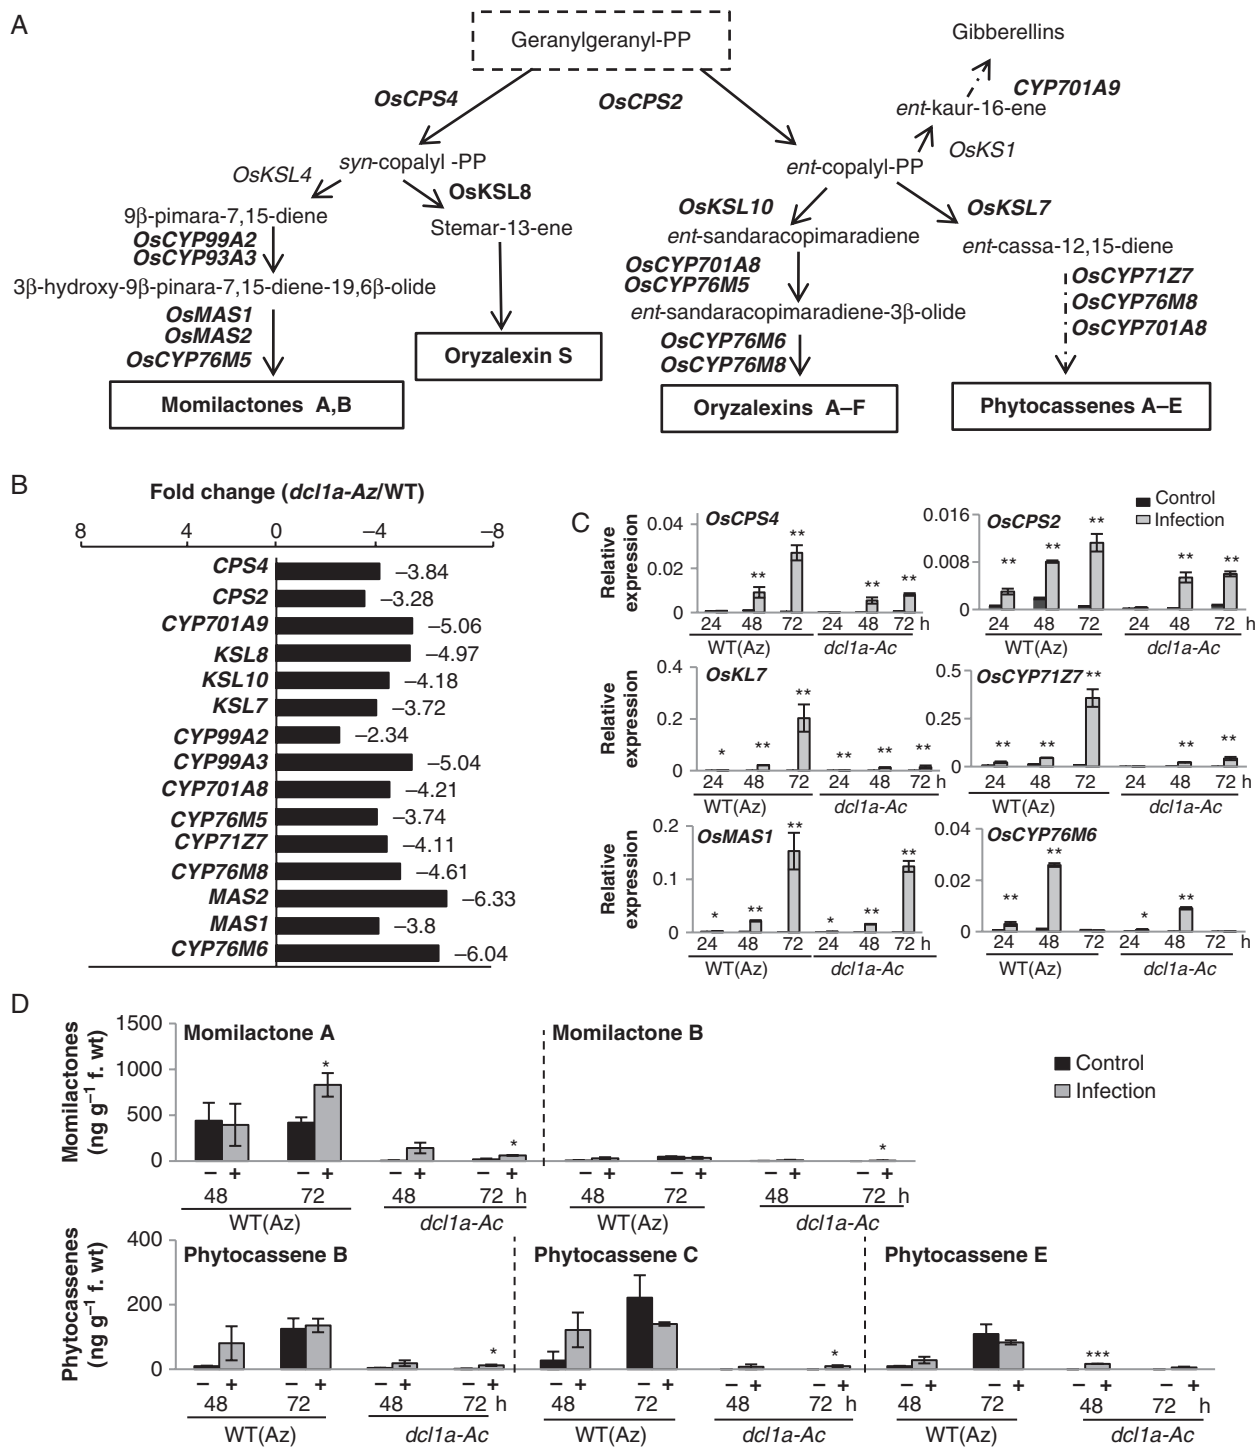 A
Geranylgeranyl-PP
Gibberellins
OsCPS4
OsCPS2
CYP701A9
ent-kaur-16-ene
OsKS1
syn-copalyl -PP
ent-copalyl-PP
OsKSL4
OsKSL8
OsKSL10
OsKSL7
9β-pimara-7,15-diene
Stemar-13-ene
ent-sandaracopimaradiene
ent-cassa-12,15-diene
OsCYP99A2
OsCYP93A3
OsCYP701A8
OsCYP76M5
OsCYP71Z7
OsCYP76M8
OsCYP701A8
3β-hydroxy-9β-pinara-7,15-diene-19,6β-olide
ent-sandaracopimaradiene-3β-olide
OsMAS1
OsMAS2
OsCYP76M5
OsCYP76M6
OsCYP76M8
Oryzalexin S
Momilactones A,B
Oryzalexins A–F
Phytocassenes A–E
B
Fold change (dcl1a-Az/WT)
8 4 0 –4 –8
CPS4 –3.84
CPS2 –3.28
CYP701A9 –5.06
KSL8 –4.97
KSL10 –4.18
KSL7 –3.72
CYP99A2 –2.34
CYP99A3 –5.04
CYP701A8 –4.21
CYP76M5 –3.74
CYP71Z7 –4.11
CYP76M8 –4.61
MAS2 –6.33
MAS1 –3.8
CYP76M6 –6.04
C
Control
Infection
Relative
expression
OsCPS4
0.04
0.02
0
** ** ** **
24 48 72 24 48 72 h
WT(Az) dcl1a-Ac
OsCPS2
0.016
0.008
0
** ** ** ** **
24 48 72 24 48 72 h
WT(Az) dcl1a-Ac
Relative
expression
OsKL7
0.4
0.2
0
* ** ** ** ** **
24 48 72 24 48 72 h
WT(Az) dcl1a-Ac
OsCYP71Z7
0.5
0.25
0
** ** ** ** **
24 48 72 24 48 72 h
WT(Az) dcl1a-Ac
Relative
expression
OsMAS1
0.2
0.1
0
* ** ** * ** **
24 48 72 24 48 72 h
WT(Az) dcl1a-Ac
OsCYP76M6
0.04
0.02
0
** ** * **
24 48 72 24 48 72 h
WT(Az) dcl1a-Ac
D
Momilactones
(ng g⁻¹ f. wt)
1500
1000
500
0
Momilactone A
Momilactone B
Control
Infection
* * *
– + – + – + – + – + – + – + – +
48 72 48 72 h 48 72 48 72 h
WT(Az) dcl1a-Ac WT(Az) dcl1a-Ac
Phytocassenes
(ng g⁻¹ f. wt)
400
200
0
Phytocassene B
Phytocassene C
Phytocassene E
* * ***
– + – + – + – + – + – + – + – + – + – + – + – +
48 72 48 72 h 48 72 48 72 h 48 72 48 72 h
WT(Az) dcl1a-Ac WT(Az) dcl1a-Ac WT(Az) dcl1a-Ac